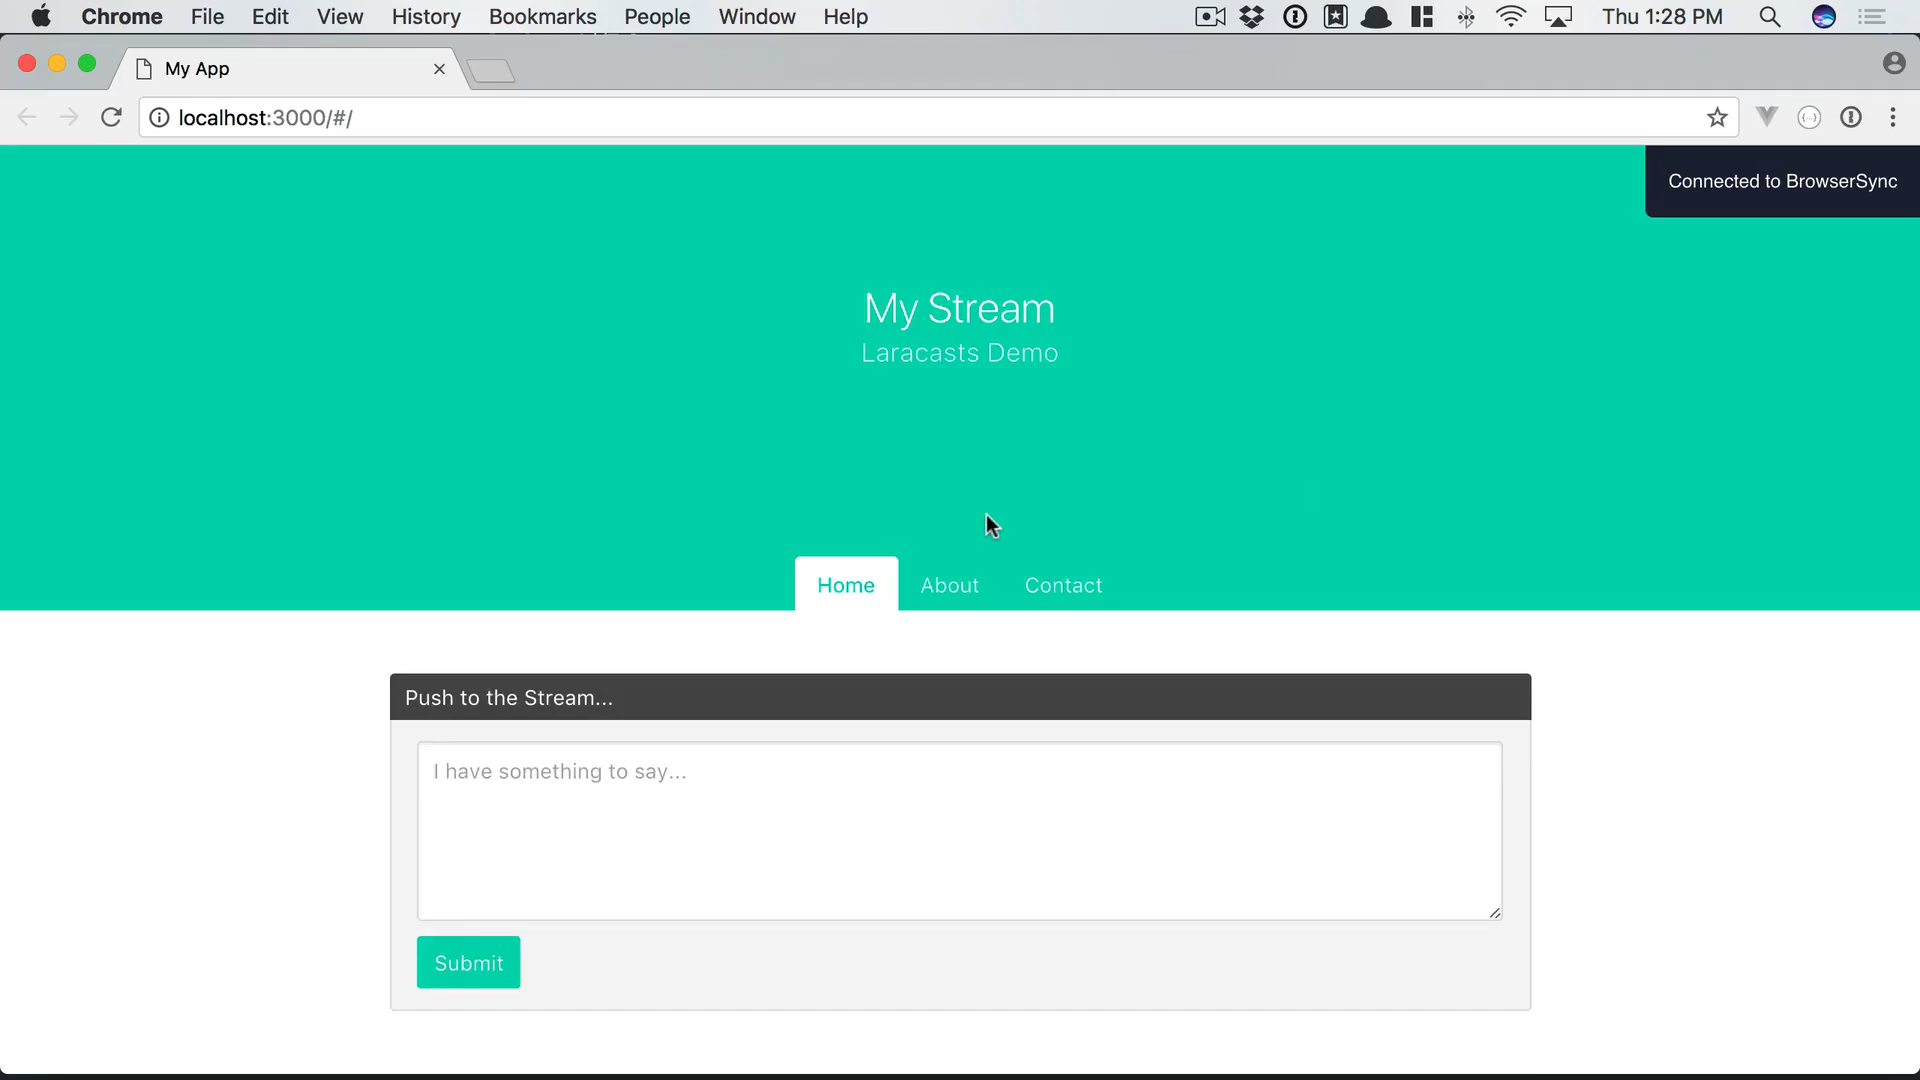 Chrome File Edit View History Bookmarks People Window Help Thu 1:28 PM
My App
localhost:3000/#/
Connected to BrowserSync
My Stream
Laracasts Demo
Home About Contact
Push to the Stream...
I have something to say...
Submit